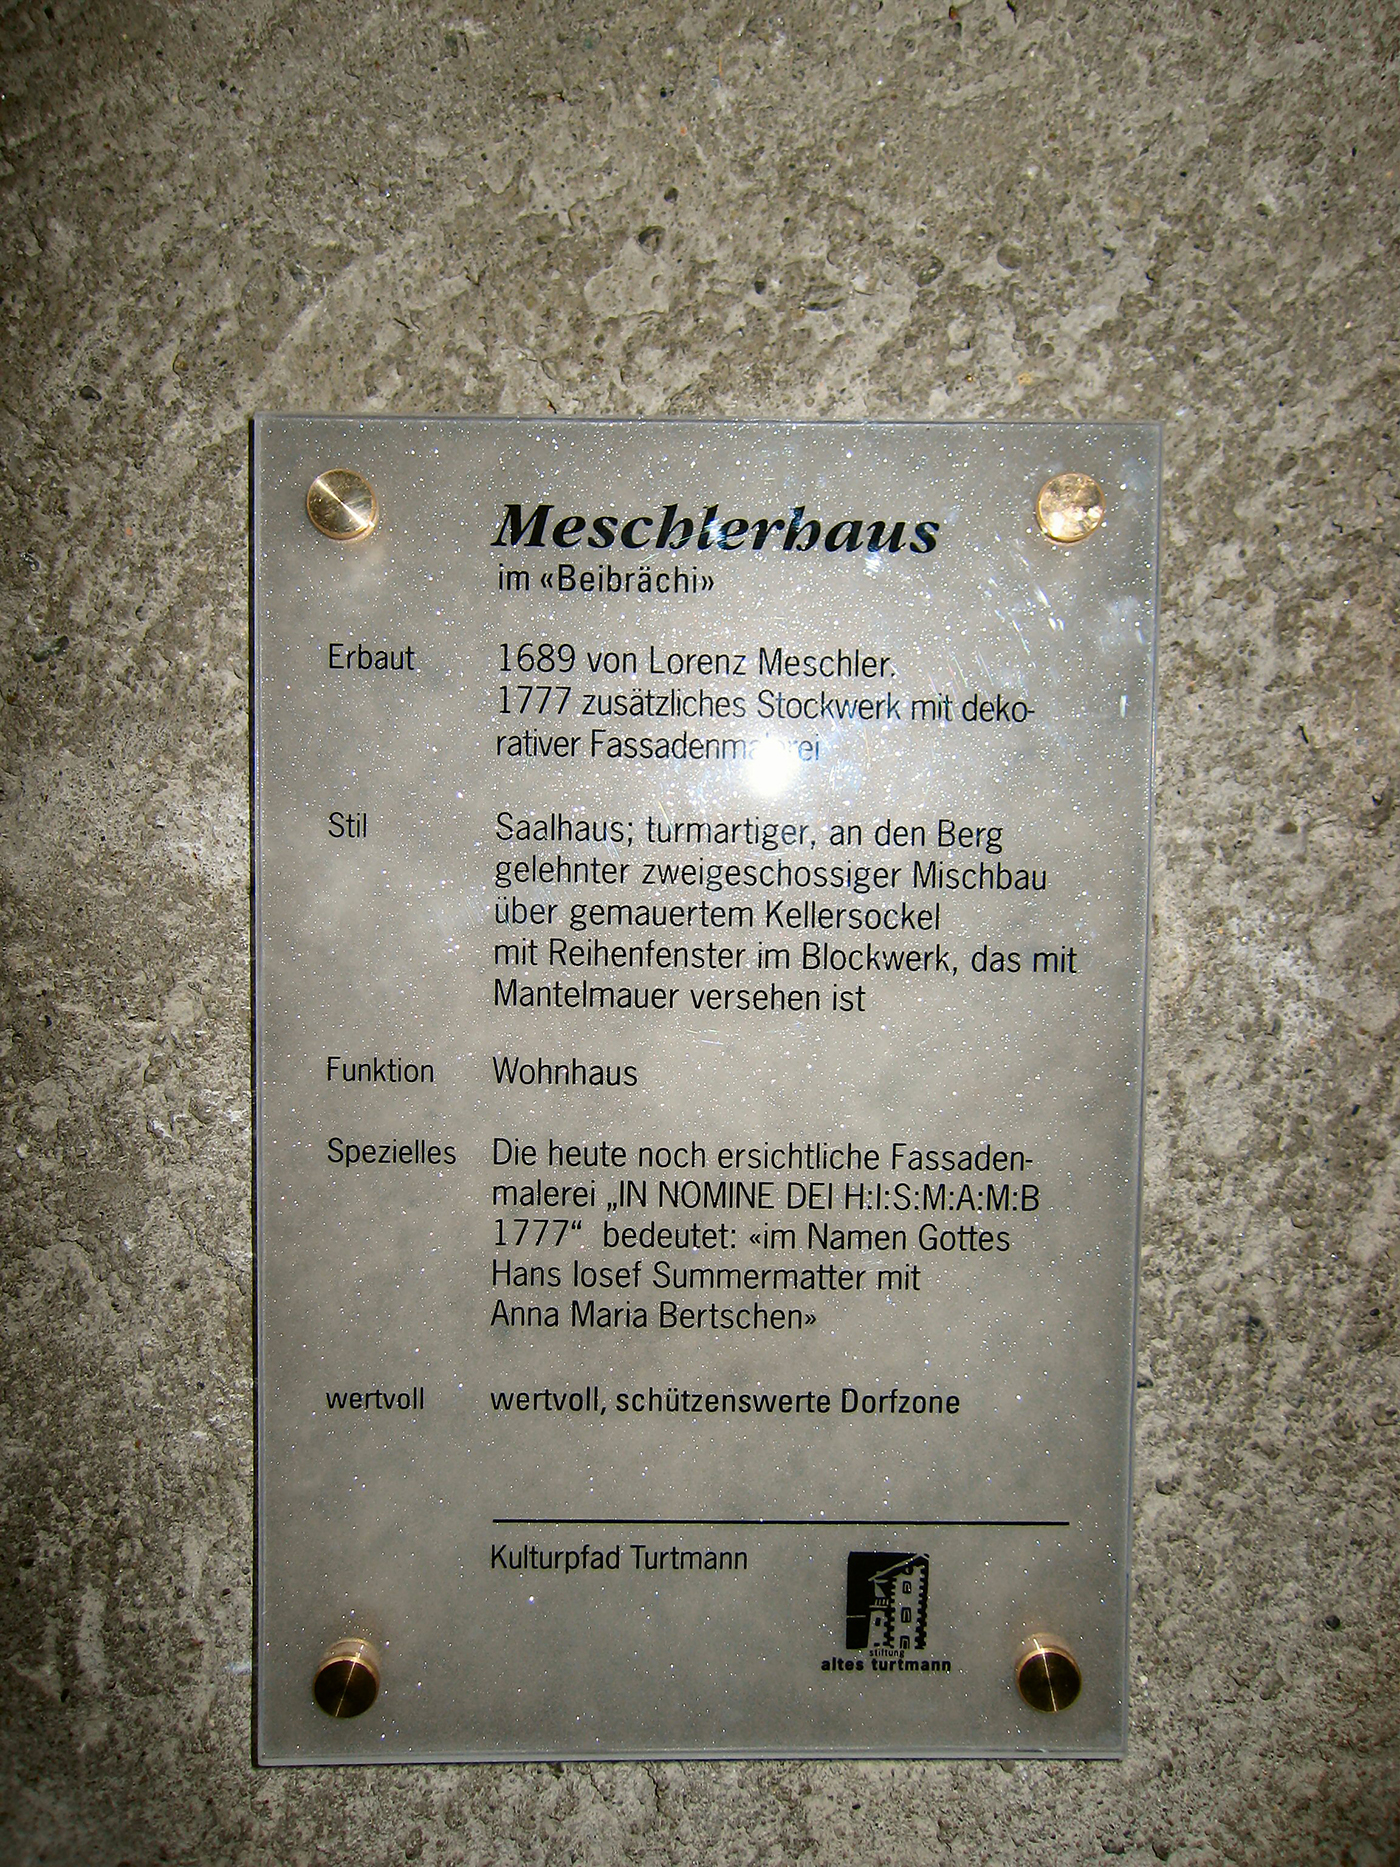 Meschlerhaus
im «Beibrächi»
Erbaut 1689 von Lorenz Meschler.
1777 zusätzliches Stockwerk mit deko-
rativer Fassadenmalerei
Stil Saalhaus; turmartiger, an den Berg
gelehnter zweigeschossiger Mischbau
über gemauertem Kellersockel
mit Reihenfenster im Blockwerk, das mit
Mantelmauer versehen ist
Funktion Wohnhaus
Spezielles Die heute noch ersichtliche Fassaden-
malerei „IN NOMINE DEI H:I:S:M:A:M:B
1777“ bedeutet: «im Namen Gottes
Hans Iosef Summermatter mit
Anna Maria Bertschen»
wertvoll wertvoll, schützenswerte Dorfzone
Kulturpfad Turtmann
stiftung
altes turtmann